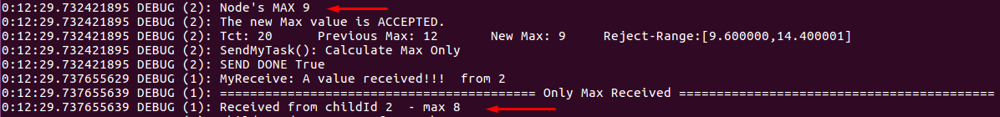 0:12:29.732421895 DEBUG (2): Node's MAX 9
0:12:29.732421895 DEBUG (2): The new Max value is ACCEPTED.
0:12:29.732421895 DEBUG (2): Tct: 20 Previous Max: 12 New Max: 9 Reject-Range:[9.600000,14.400001]
0:12:29.732421895 DEBUG (2): SendMyTask(): Calculate Max Only
0:12:29.732421895 DEBUG (2): SEND DONE True
0:12:29.737655639 DEBUG (1): MyReceive: A value received!!! from 2
0:12:29.737655639 DEBUG (1): ========================================= Only Max Received =========================================
0:12:29.737655639 DEBUG (1): Received from childId 2 - max 8